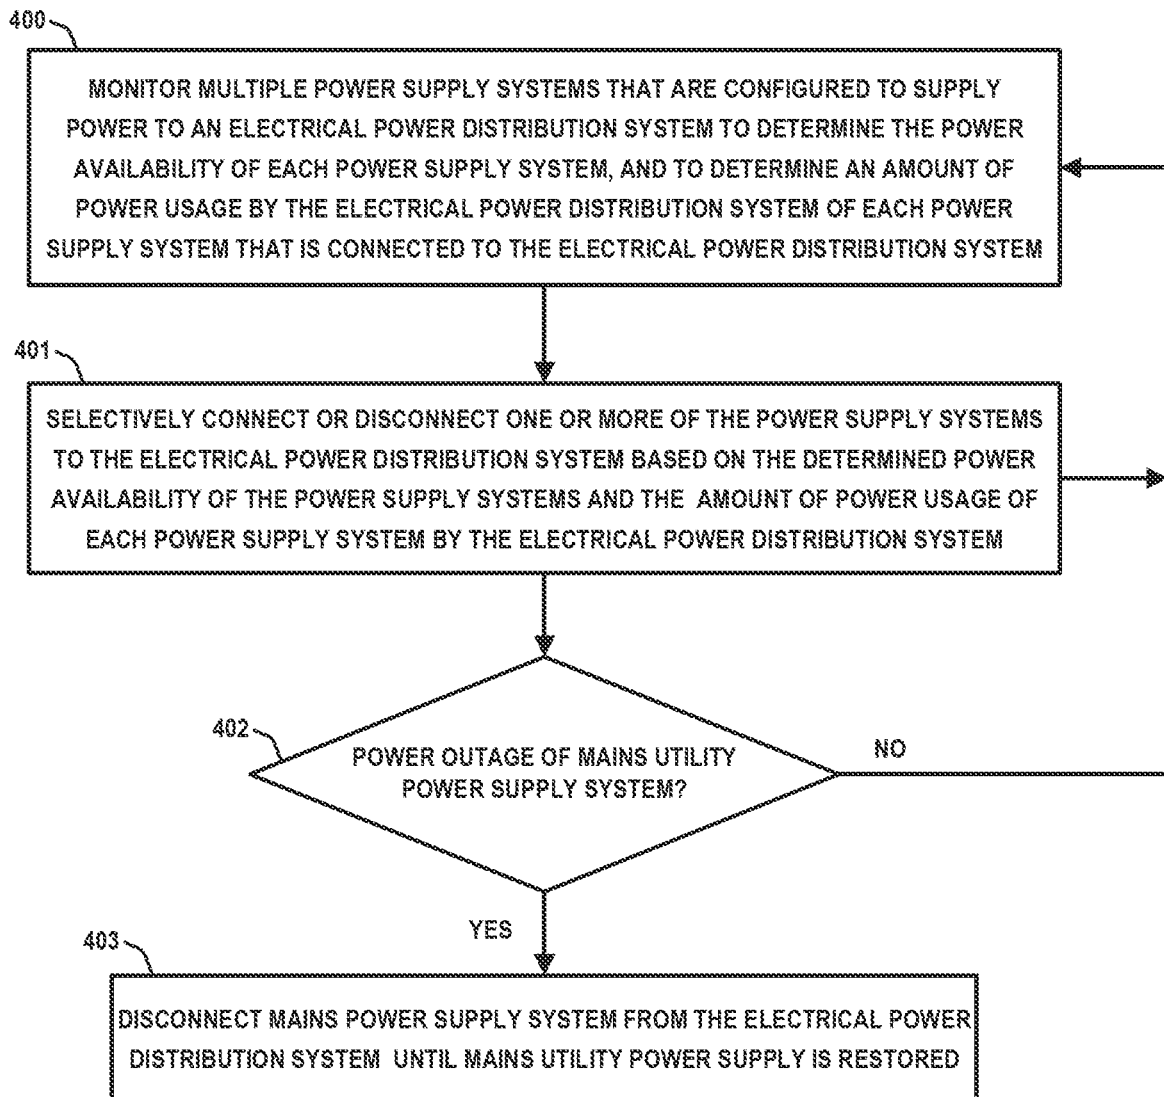 400
MONITOR MULTIPLE POWER SUPPLY SYSTEMS THAT ARE CONFIGURED TO SUPPLY
POWER TO AN ELECTRICAL POWER DISTRIBUTION SYSTEM TO DETERMINE THE POWER
AVAILABILITY OF EACH POWER SUPPLY SYSTEM, AND TO DETERMINE AN AMOUNT OF
POWER USAGE BY THE ELECTRICAL POWER DISTRIBUTION SYSTEM OF EACH POWER
SUPPLY SYSTEM THAT IS CONNECTED TO THE ELECTRICAL POWER DISTRIBUTION SYSTEM
401
SELECTIVELY CONNECT OR DISCONNECT ONE OR MORE OF THE POWER SUPPLY SYSTEMS
TO THE ELECTRICAL POWER DISTRIBUTION SYSTEM BASED ON THE DETERMINED POWER
AVAILABILITY OF THE POWER SUPPLY SYSTEMS AND THE AMOUNT OF POWER USAGE OF
EACH POWER SUPPLY SYSTEM BY THE ELECTRICAL POWER DISTRIBUTION SYSTEM
402
POWER OUTAGE OF MAINS UTILITY
POWER SUPPLY SYSTEM?
NO
YES
403
DISCONNECT MAINS POWER SUPPLY SYSTEM FROM THE ELECTRICAL POWER
DISTRIBUTION SYSTEM UNTIL MAINS UTILITY POWER SUPPLY IS RESTORED